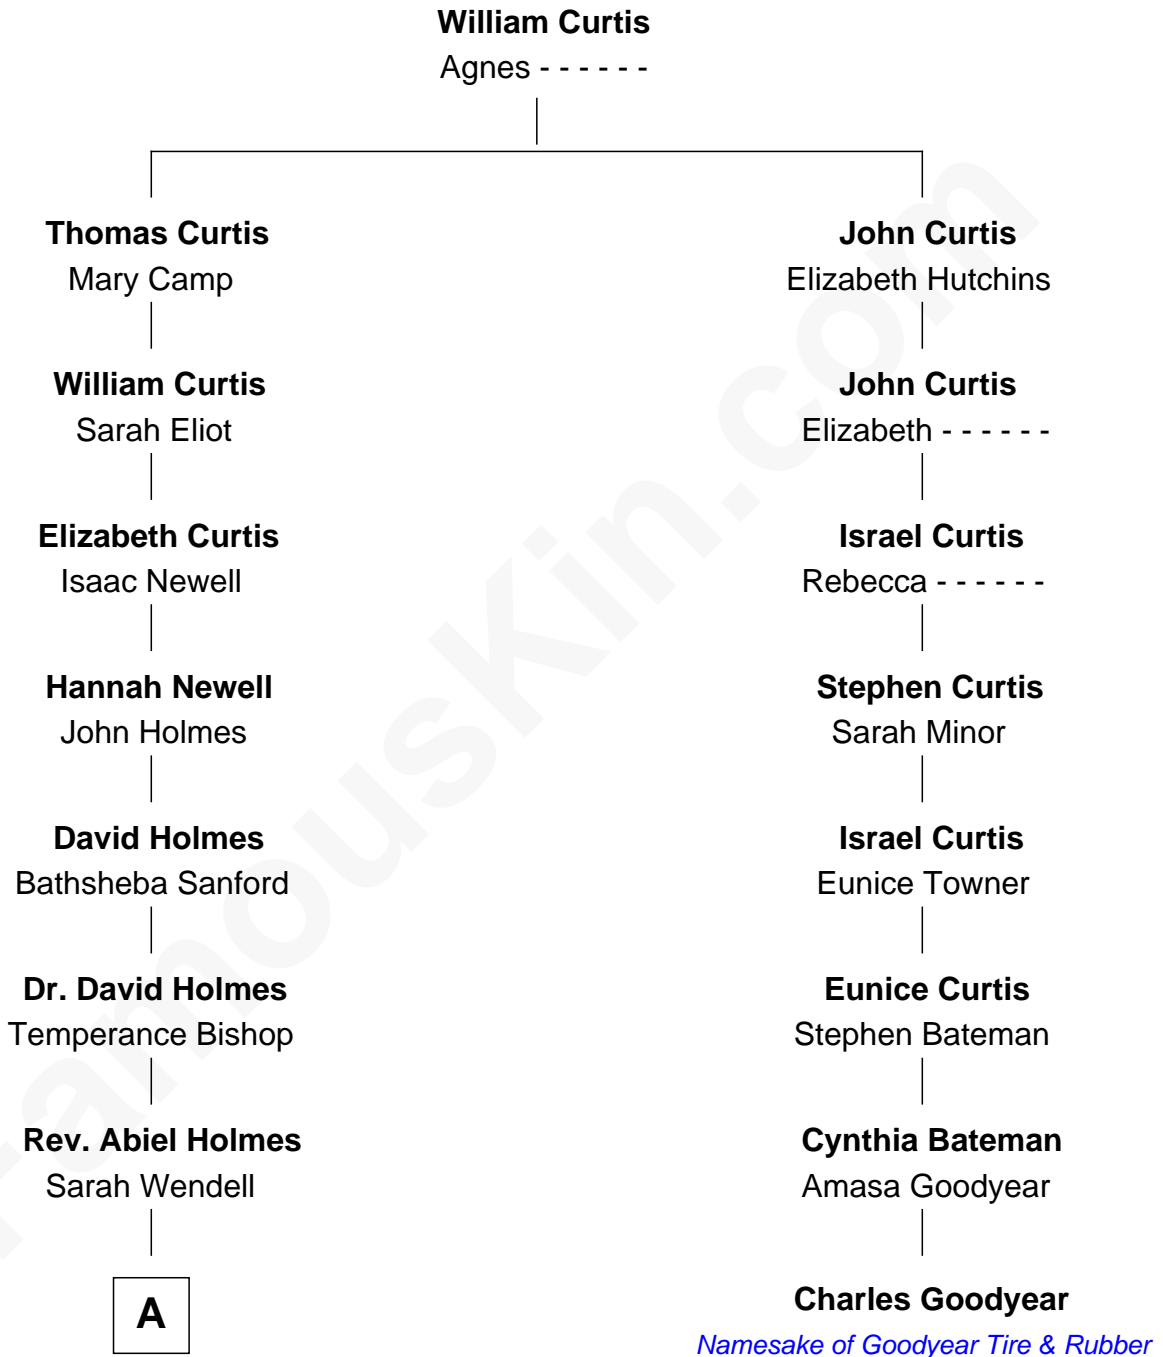 William Curtis
Agnes - - - - - -
Thomas Curtis
Mary Camp
John Curtis
Elizabeth Hutchins
William Curtis
Sarah Eliot
John Curtis
Elizabeth - - - - - -
Elizabeth Curtis
Isaac Newell
Israel Curtis
Rebecca - - - - - -
Hannah Newell
John Holmes
Stephen Curtis
Sarah Minor
David Holmes
Bathsheba Sanford
Israel Curtis
Eunice Towner
Dr. David Holmes
Temperance Bishop
Eunice Curtis
Stephen Bateman
Rev. Abiel Holmes
Sarah Wendell
Cynthia Bateman
Amasa Goodyear
A
Charles Goodyear
Namesake of Goodyear Tire & Rubber
FamousKin.com